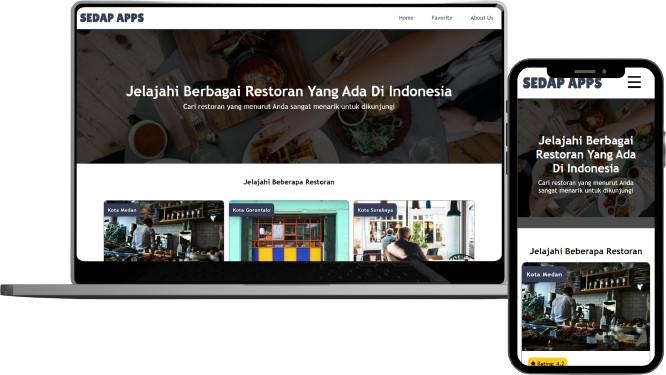 SEDAP APPS
Home Favorite About Us
Jelajahi Berbagai Restoran Yang Ada Di Indonesia
Cari restoran yang menurut Anda sangat menarik untuk dikunjungi!
Jelajahi Beberapa Restoran
Kota Medan
Kota Gorontalo
Kota Surabaya
SEDAP APPS
Jelajahi Berbagai
Restoran Yang Ada
Di Indonesia
Cari restoran yang menurut Anda
sangat menarik untuk dikunjungi!
Jelajahi Beberapa Restoran
Kota Medan
Rating: 4.2